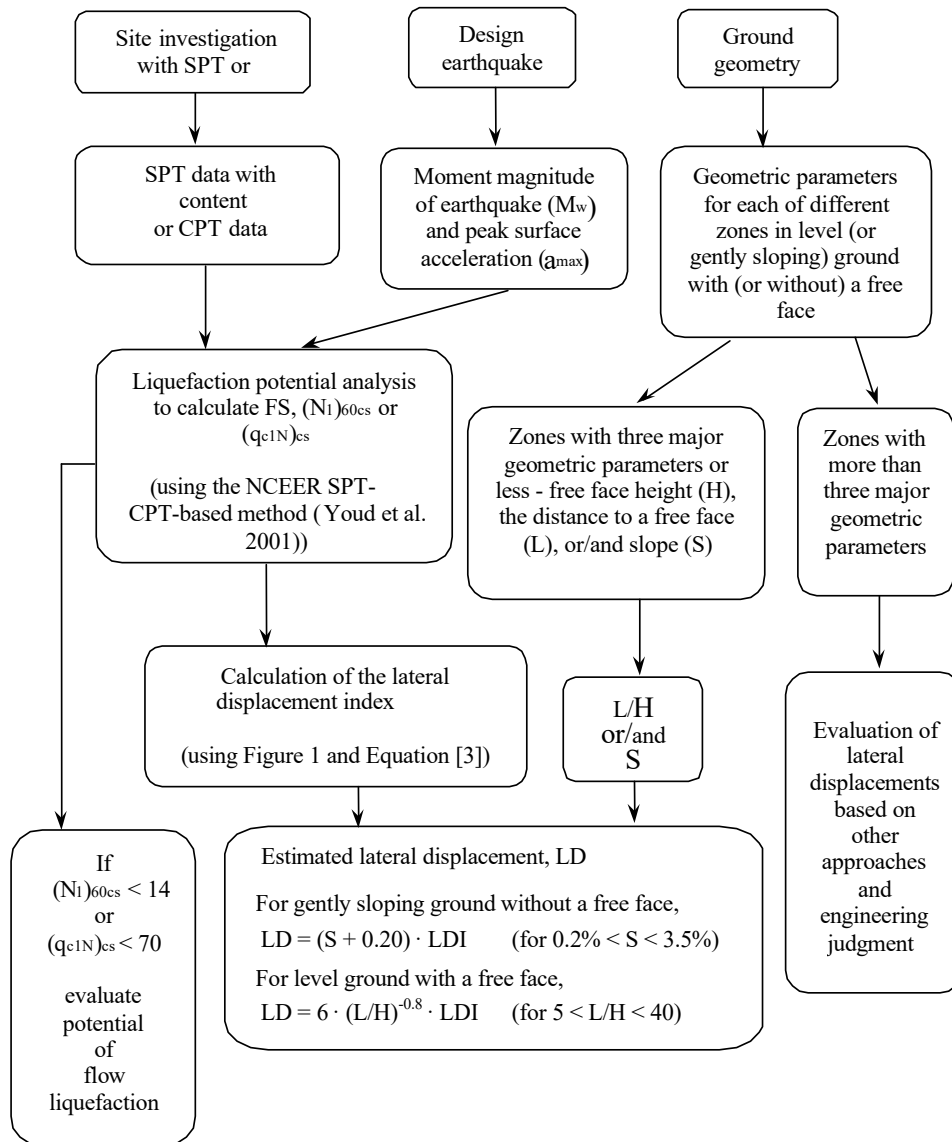 Site investigation
with SPT or
Design
earthquake
Ground
geometry
SPT data with
content
or CPT data
Moment magnitude
of earthquake (Mw)
and peak surface
acceleration (amax)
Geometric parameters
for each of different
zones in level (or
gently sloping) ground
with (or without) a free
face
Liquefaction potential analysis
to calculate FS, (N1)60cs or
(qc1N)cs
(using the NCEER SPT-
CPT-based method ( Youd et al.
2001))
Zones with three major
geometric parameters or
less - free face height (H),
the distance to a free face
(L), or/and slope (S)
Zones with
more than
three major
geometric
parameters
Calculation of the lateral
displacement index
(using Figure 1 and Equation [3])
L/H
or/and
S
Evaluation of
lateral
displacements
based on
other
approaches
and
engineering
judgment
If
(N1)60cs < 14
or
(qc1N)cs < 70
evaluate
potential
of
flow
liquefaction
Estimated lateral displacement, LD
For gently sloping ground without a free face,
LD = (S + 0.20) · LDI (for 0.2% < S < 3.5%)
For level ground with a free face,
LD = 6 · (L/H)-0.8 · LDI (for 5 < L/H < 40)